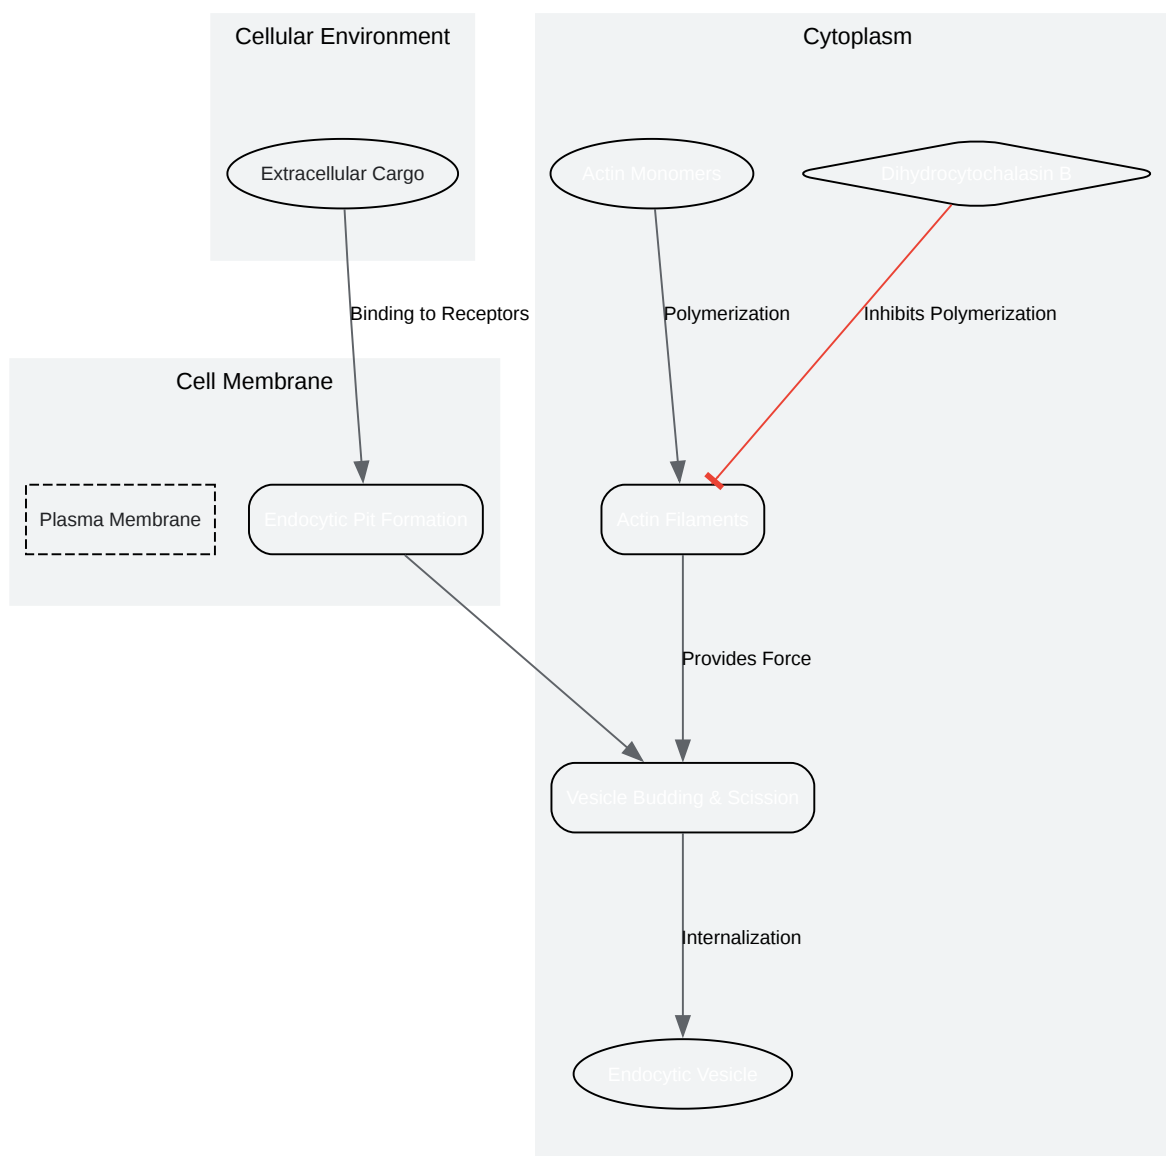 Cellular Environment
Cytoplasm
Extracellular Cargo
Actin Monomers
Dihydrocytochalasin B
Binding to Receptors
Polymerization
Inhibits Polymerization
Cell Membrane
Plasma Membrane
Endocytic Pit Formation
Actin Filaments
Provides Force
Vesicle Budding & Scission
Internalization
Endocytic Vesicle